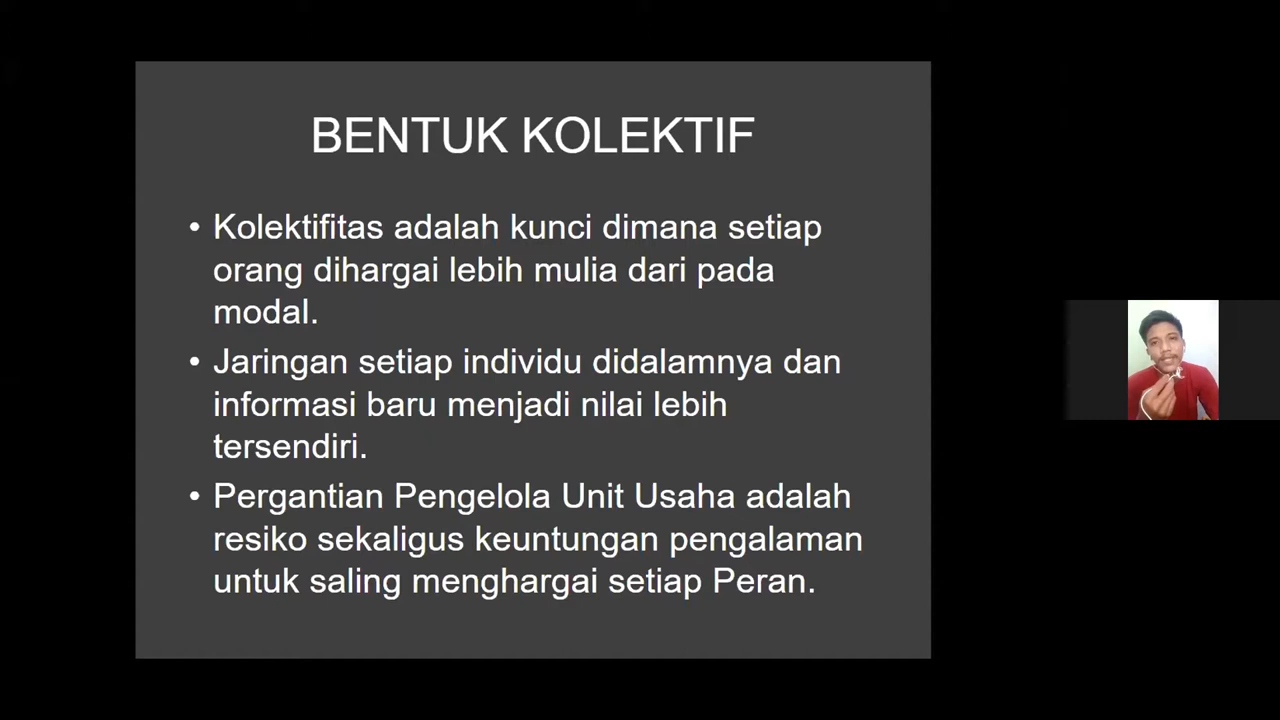 BENTUK KOLEKTIF
• Kolektifitas adalah kunci dimana setiap
orang dihargai lebih mulia dari pada
modal.
• Jaringan setiap individu didalamnya dan
informasi baru menjadi nilai lebih
tersendiri.
• Pergantian Pengelola Unit Usaha adalah
resiko sekaligus keuntungan pengalaman
untuk saling menghargai setiap Peran.